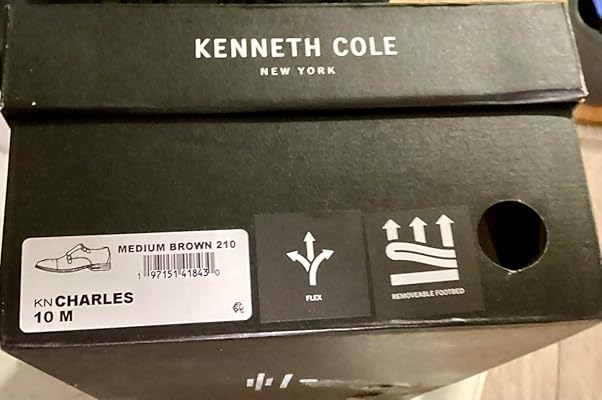 KENNETH COLE
NEW YORK
MEDIUM BROWN 210
1 97151 41843 0
KN CHARLES
10 M
FLEX
REMOVEABLE FOOTBED